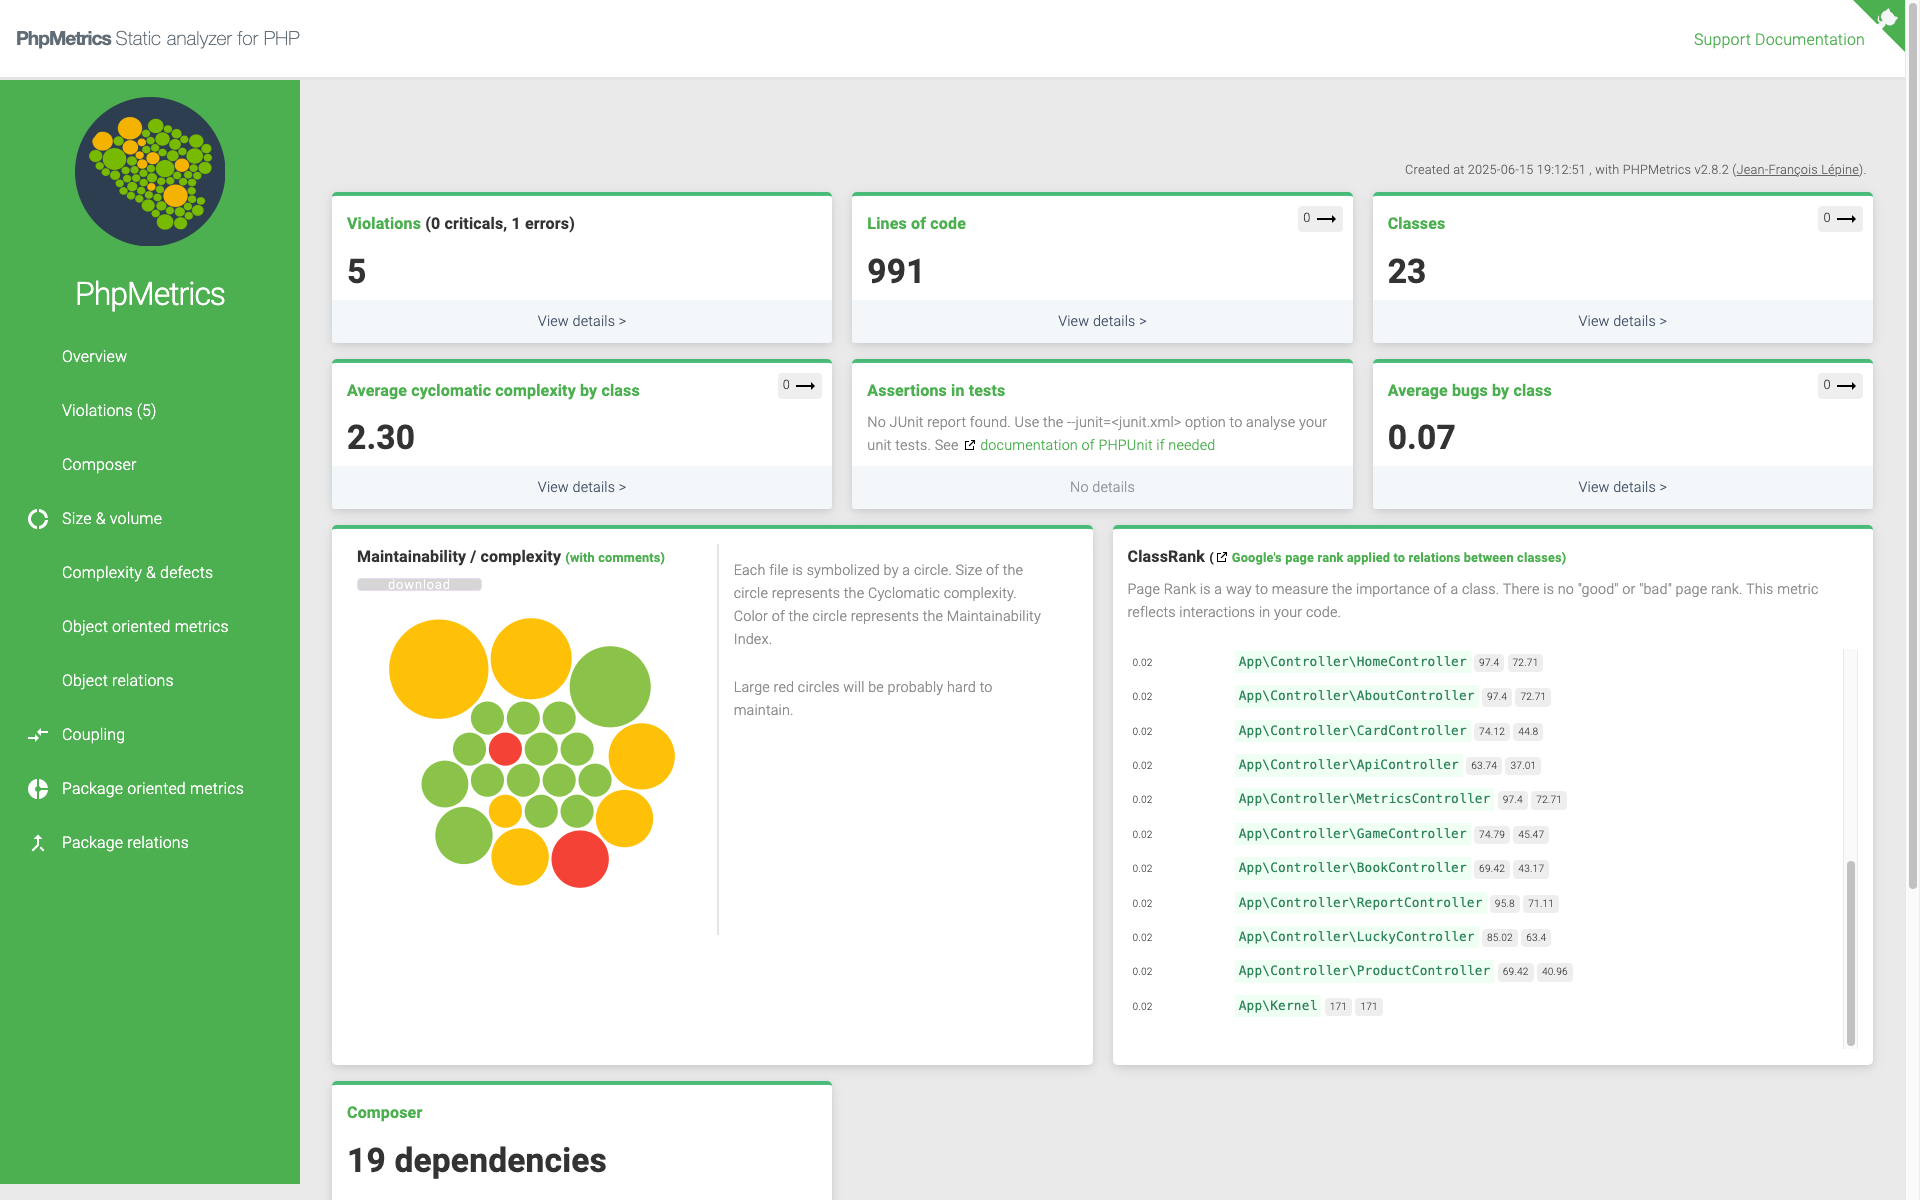 PhpMetrics Static analyzer for PHP
Support Documentation
PhpMetrics
Overview
Violations (5)
Composer
Size & volume
Complexity & defects
Object oriented metrics
Object relations
Coupling
Package oriented metrics
Package relations
Created at 2025-06-15 19:12:51 , with PHPMetrics v2.8.2 (Jean-François Lépine).
Violations (0 criticals, 1 errors)
5
View details >
Lines of code
0
991
View details >
Classes
0
23
View details >
Average cyclomatic complexity by class
0
2.30
View details >
Assertions in tests
No JUnit report found. Use the --junit=<junit.xml> option to analyse your
unit tests. See documentation of PHPUnit if needed
No details
Average bugs by class
0
0.07
View details >
Maintainability / complexity (with comments)
download
Each file is symbolized by a circle. Size of the
circle represents the Cyclomatic complexity.
Color of the circle represents the Maintainability
Index.
Large red circles will be probably hard to
maintain.
ClassRank (Google's page rank applied to relations between classes)
Page Rank is a way to measure the importance of a class. There is no "good" or "bad" page rank. This metric
reflects interactions in your code.
0.02 App\Controller\HomeController 97.4 72.71
0.02 App\Controller\AboutController 97.4 72.71
0.02 App\Controller\CardController 74.12 44.8
0.02 App\Controller\ApiController 63.74 37.01
0.02 App\Controller\MetricsController 97.4 72.71
0.02 App\Controller\GameController 74.79 45.47
0.02 App\Controller\BookController 69.42 43.17
0.02 App\Controller\ReportController 95.8 71.11
0.02 App\Controller\LuckyController 85.02 63.4
0.02 App\Controller\ProductController 69.42 40.96
0.02 App\Kernel 171 171
Composer
19 dependencies